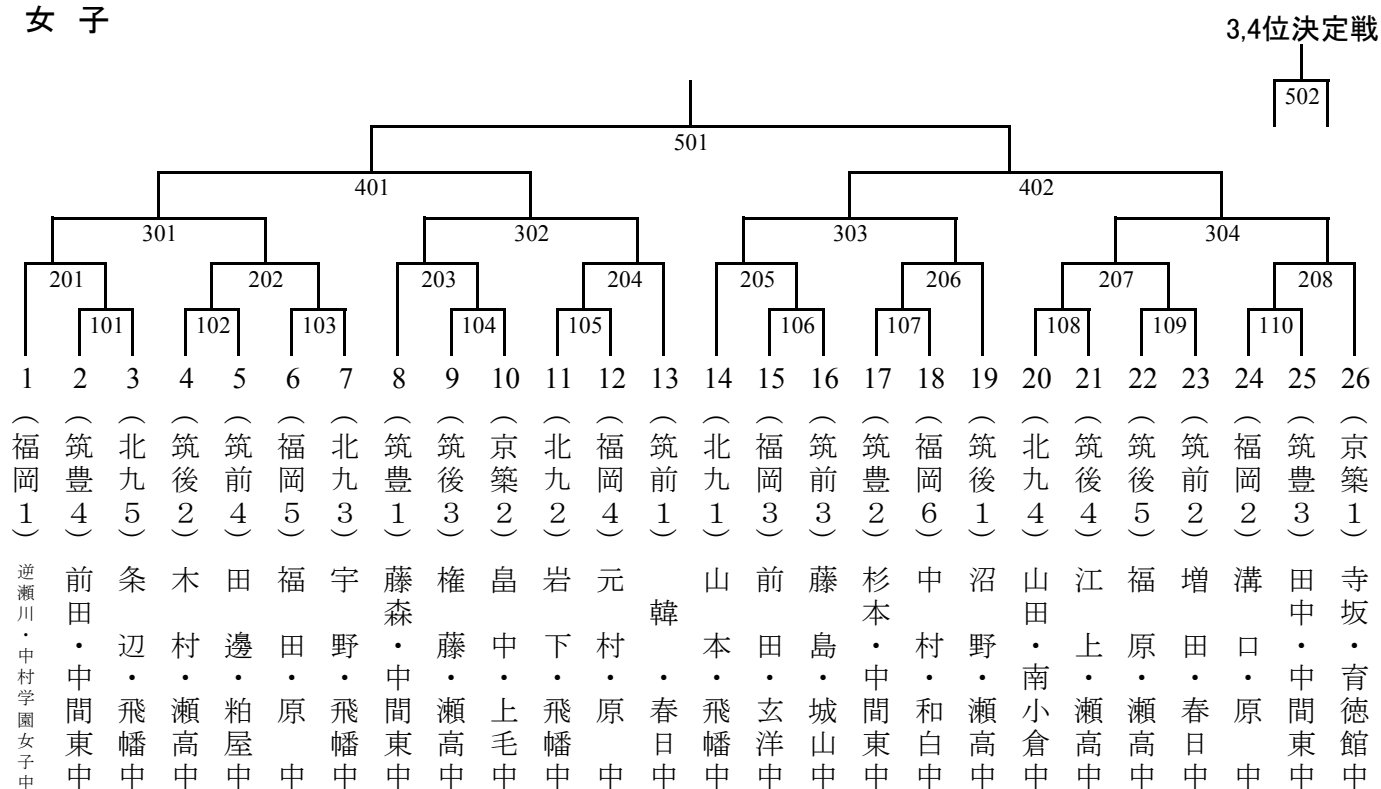 女 子
3,4位決定戦
502
501
401 402
301 302 303 304
201 202 203 204 205 206 207 208
101 102 103 104 105 106 107 108 109 110
1 2 3 4 5 6 7 8 9 10 11 12 13 14 15 16 17 18 19 20 21 22 23 24 25 26
（福岡１） 逆瀬川・中村学園女子中
（筑豊４） 前田・中間東中
（北九５） 条辺・飛幡中
（筑後２） 木村・瀬高中
（筑前４） 田邊・粕屋中
（福岡５） 福田・原中
（北九３） 宇野・飛幡中
（筑豊１） 藤森・中間東中
（筑後３） 権藤・瀬高中
（京築２） 畠中・上毛中
（北九２） 岩下・飛幡中
（福岡４） 元村・原中
（筑前１） 韓・春日中
（北九１） 山本・飛幡中
（福岡３） 前田・玄洋中
（筑前３） 藤島・城山中
（筑豊２） 杉本・中間東中
（福岡６） 中村・和白中
（筑後１） 沼野・瀬高中
（北九４） 山田・南小倉中
（筑後４） 江上・瀬高中
（筑後５） 福原・瀬高中
（筑前２） 増田・春日中
（福岡２） 溝口・原中
（筑豊３） 田中・中間東中
（京築１） 寺坂・育徳館中